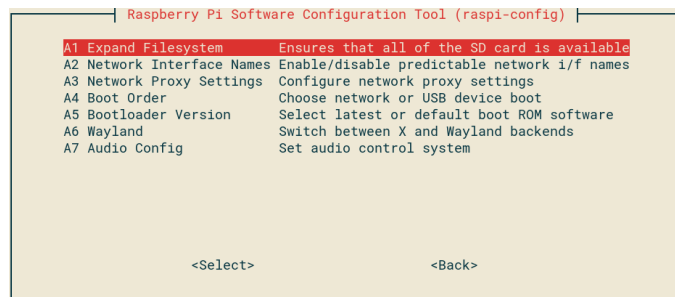 Raspberry Pi Software Configuration Tool (raspi-config)
A1 Expand Filesystem Ensures that all of the SD card is available
A2 Network Interface Names Enable/disable predictable network i/f names
A3 Network Proxy Settings Configure network proxy settings
A4 Boot Order Choose network or USB device boot
A5 Bootloader Version Select latest or default boot ROM software
A6 Wayland Switch between X and Wayland backends
A7 Audio Config Set audio control system
<Select> <Back>